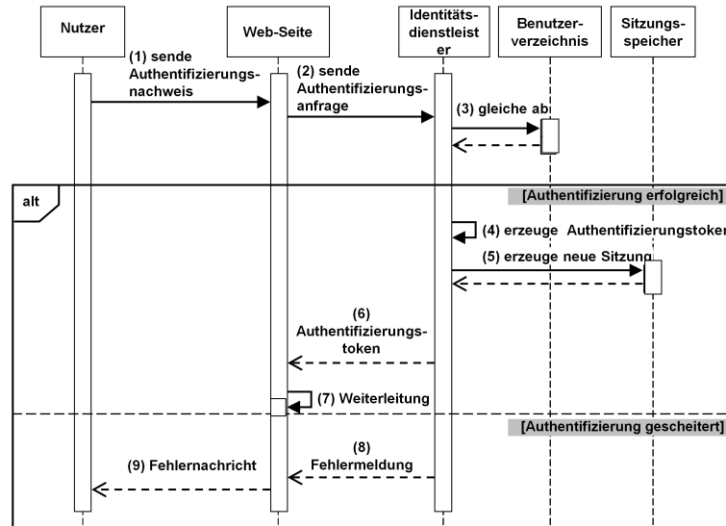 Nutzer
Web-Seite
Identitäts-
dienstleist
er
Benutzer-
verzeichnis
Sitzungs-
speicher
(1) sende
Authentifizierungs-
nachweis
(2) sende
Authentifizierungs-
anfrage
(3) gleiche ab
alt
[Authentifizierung erfolgreich]
(4) erzeuge Authentifizierungstoken
(5) erzeuge neue Sitzung
(6)
Authentifizierungs-
token
(7) Weiterleitung
[Authentifizierung gescheitert]
(8)
Fehlermeldung
(9) Fehlernachricht